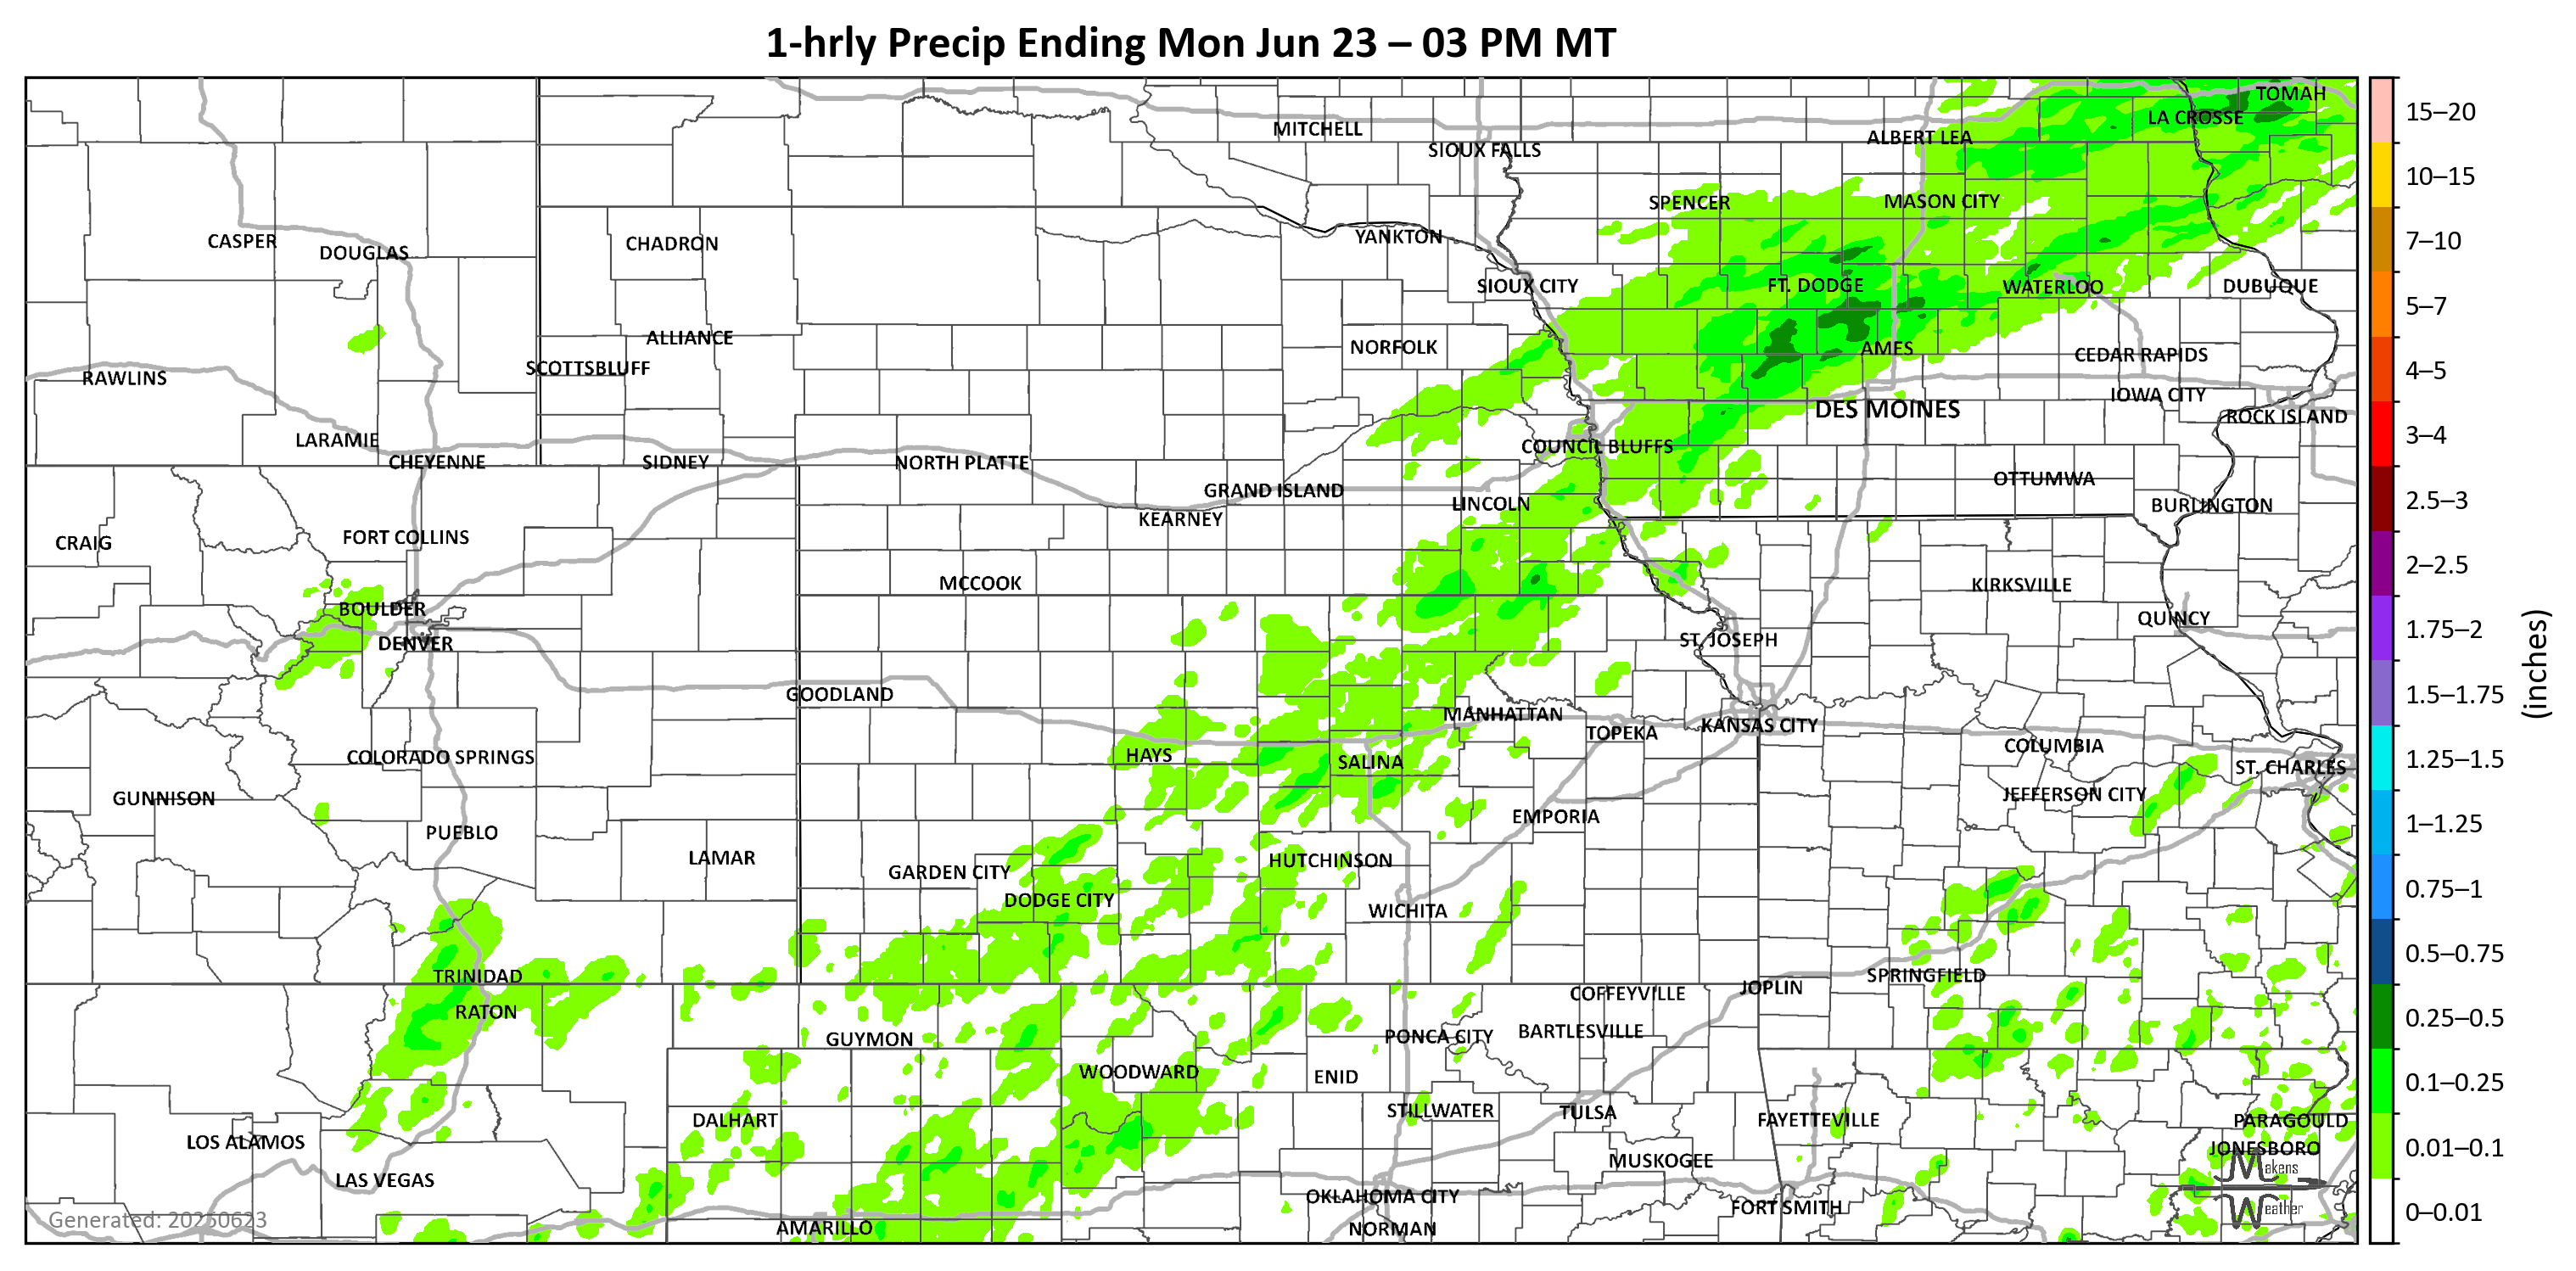 1-hrly Precip Ending Mon Jun 23 – 03 PM MT
TOMAH
LA CROSSE
MITCHELL
ALBERT LEA
SIOUX FALLS
SPENCER
MASON CITY
YANKTON
CASPER
DOUGLAS
CHADRON
SIOUX CITY
FT. DODGE
WATERLOO
DUBUQUE
ALLIANCE
NORFOLK
AMES
CEDAR RAPIDS
SCOTTSBLUFF
RAWLINS
IOWA CITY
DES MOINES
ROCK ISLAND
LARAMIE
COUNCIL BLUFFS
CHEYENNE
SIDNEY
NORTH PLATTE
OTTUMWA
GRAND ISLAND
LINCOLN
BURLINGTON
KEARNEY
FORT COLLINS
CRAIG
MCCOOK
KIRKSVILLE
BOULDER
QUINCY
DENVER
ST. JOSEPH
GOODLAND
MANHATTAN
KANSAS CITY
TOPEKA
COLUMBIA
HAYS
COLORADO SPRINGS
SALINA
ST. CHARLES
GUNNISON
JEFFERSON CITY
EMPORIA
PUEBLO
LAMAR
HUTCHINSON
GARDEN CITY
DODGE CITY
WICHITA
TRINIDAD
SPRINGFIELD
JOPLIN
COFFEYVILLE
RATON
BARTLESVILLE
PONCA CITY
GUYMON
WOODWARD
ENID
STILLWATER
TULSA
DALHART
FAYETTEVILLE
PARAGOULD
LOS ALAMOS
JONESBORO
MUSKOGEE
LAS VEGAS
OKLAHOMA CITY
FORT SMITH
AMARILLO
NORMAN
Generated: 20250623
Makens
Weather
15–20
10–15
7–10
5–7
4–5
3–4
2.5–3
2–2.5
1.75–2
1.5–1.75
1.25–1.5
1–1.25
0.75–1
0.5–0.75
0.25–0.5
0.1–0.25
0.01–0.1
0–0.01
(inches)